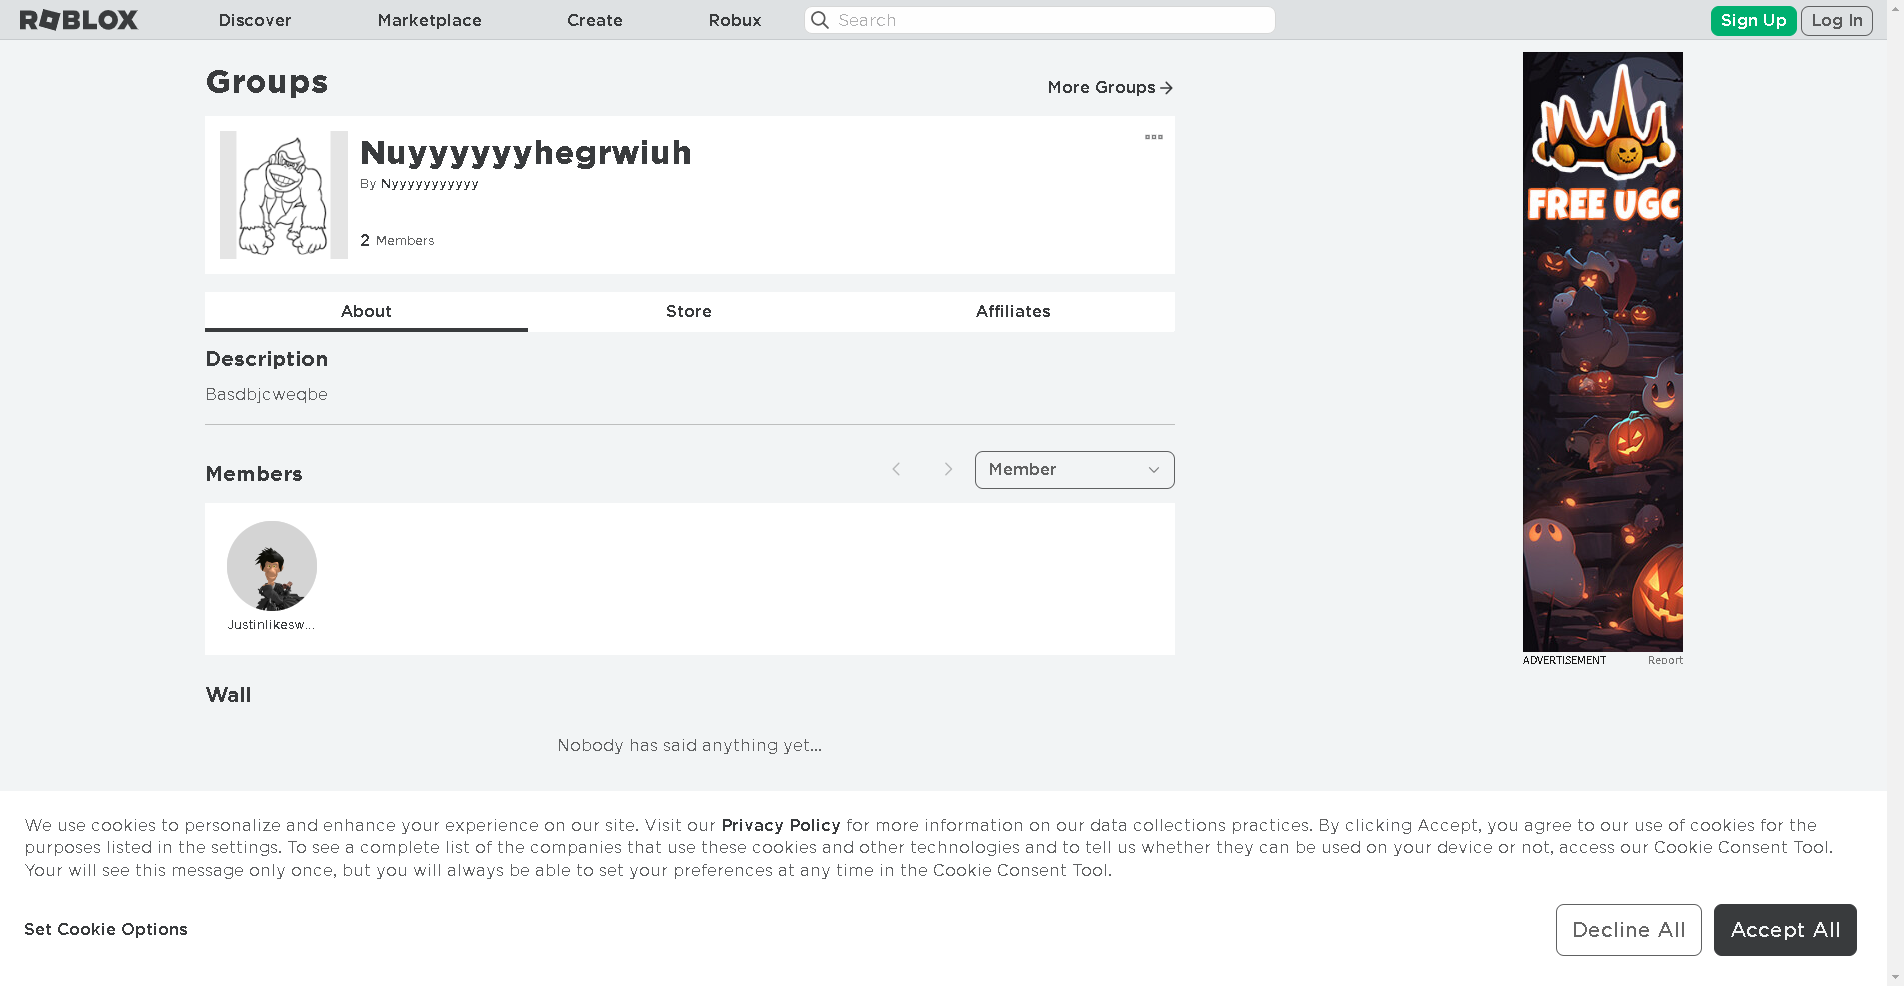 ROBLOX
Discover
Marketplace
Create
Robux
Search
Sign Up
Log In
Groups
More Groups
Nuyyyyyyhegrwiuh
By Nyyyyyyyyyyy
2 Members
About
Store
Affiliates
Description
Basdbjcweqbe
Members
Member
Justinlikesw...
Wall
Nobody has said anything yet...
FREE UGC
ADVERTISEMENT
Report
We use cookies to personalize and enhance your experience on our site. Visit our Privacy Policy for more information on our data collections practices. By clicking Accept, you agree to our use of cookies for the
purposes listed in the settings. To see a complete list of the companies that use these cookies and other technologies and to tell us whether they can be used on your device or not, access our Cookie Consent Tool.
Your will see this message only once, but you will always be able to set your preferences at any time in the Cookie Consent Tool.
Set Cookie Options
Decline All
Accept All